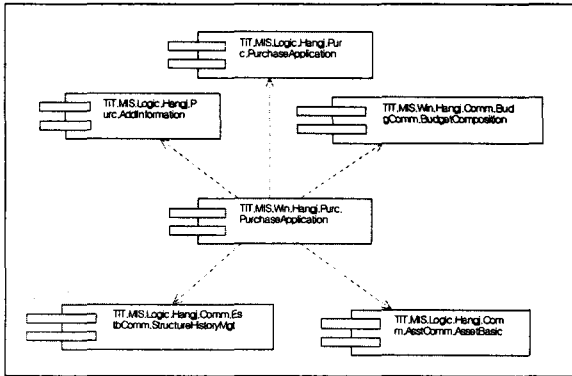 TIT.MIS.Logic.Hangj.Pur
c.PurchaseApplication
TIT.MIS.Logic.Hangj.P
urc.AddInformation
TIT.MIS.Win.Hangj.Comm.Bud
gComm.BudgetComposition
TIT.MIS.Win.Hangj.Purc.
PurchaseApplication
TIT.MIS.Logic.Hangj.Comm.Es
tbComm.StructureHistoryMgt
TIT.MIS.Logic.Hangj.Com
m.AsstComm.AssetBasic